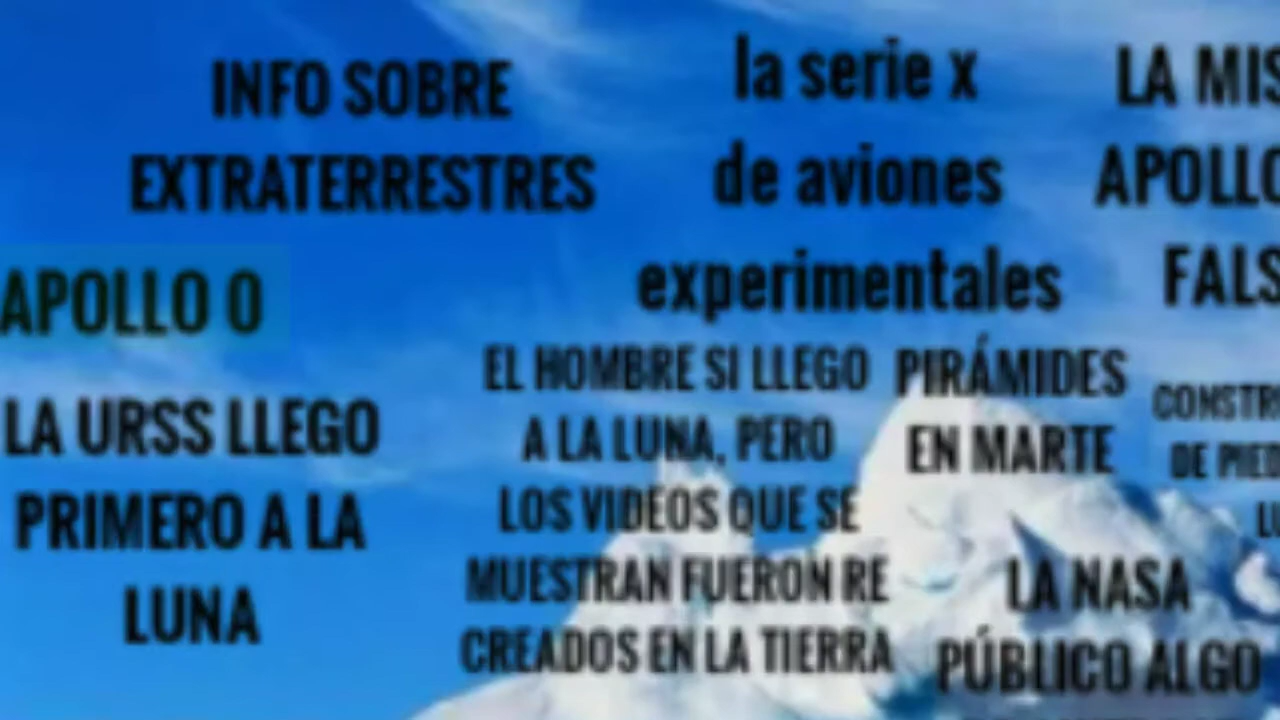 INFO SOBRE
EXTRATERRESTRES
la serie x
de aviones
experimentales
LA
APOLLO 0
LA URSS LLEGO
PRIMERO A LA
LUNA
EL HOMBRE SI LLEGO
A LA LUNA, PERO
LOS VIDEOS QUE SE
MUESTRAN FUERON RE
CREADOS EN LA TIERRA
PIRÁMIDES
EN MARTE
DE
LA NASA
PÚBLICO ALGO